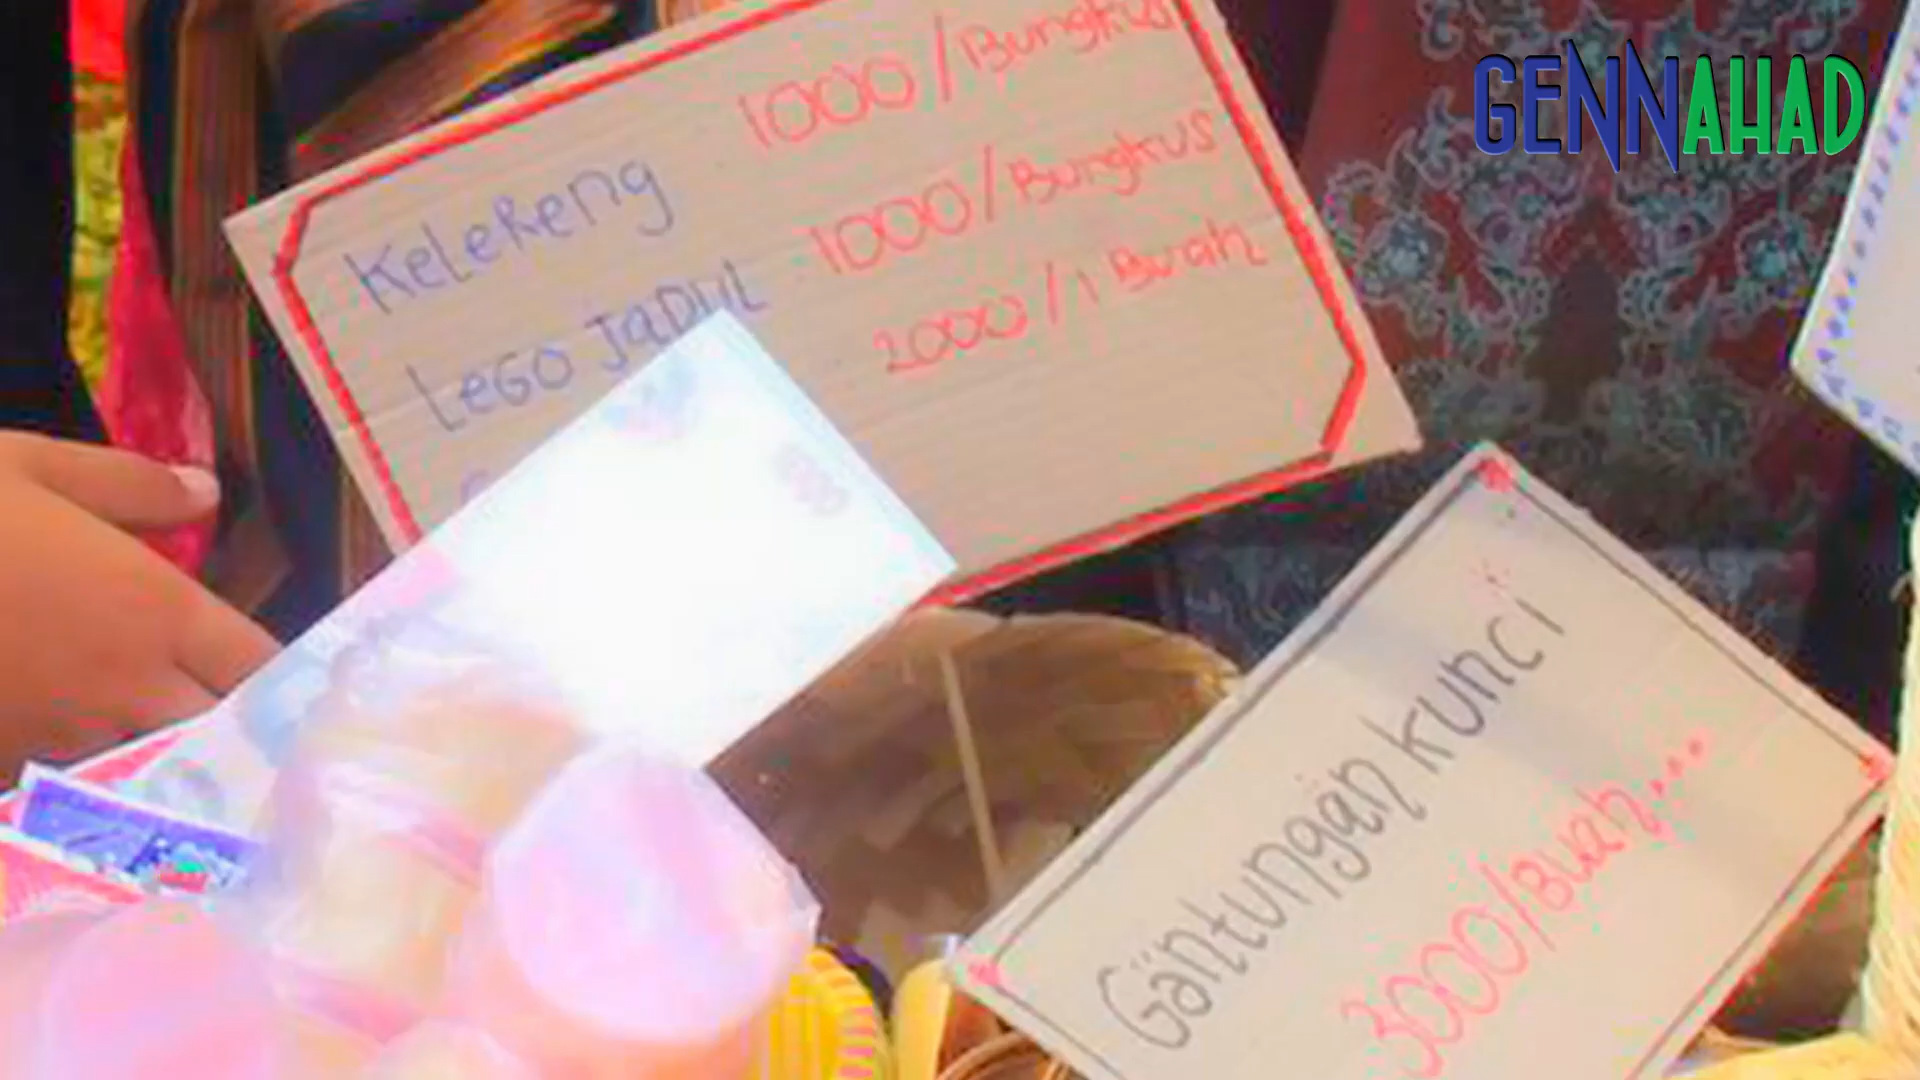 GENNAHAD
Kelereng 1000/Bungkus
Lego Jadul 1000/Bungkus
2000/1 Buah
Gantungan kunci
3000/Buah...